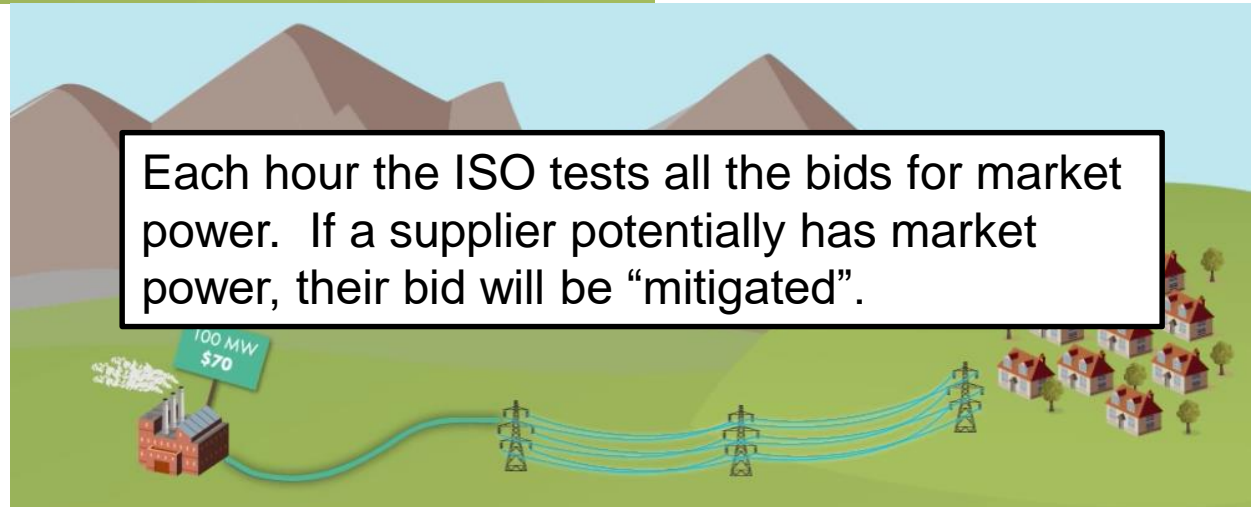 Each hour the ISO tests all the bids for market
power.  If a supplier potentially has market
power, their bid will be “mitigated”.
100 MW
$70